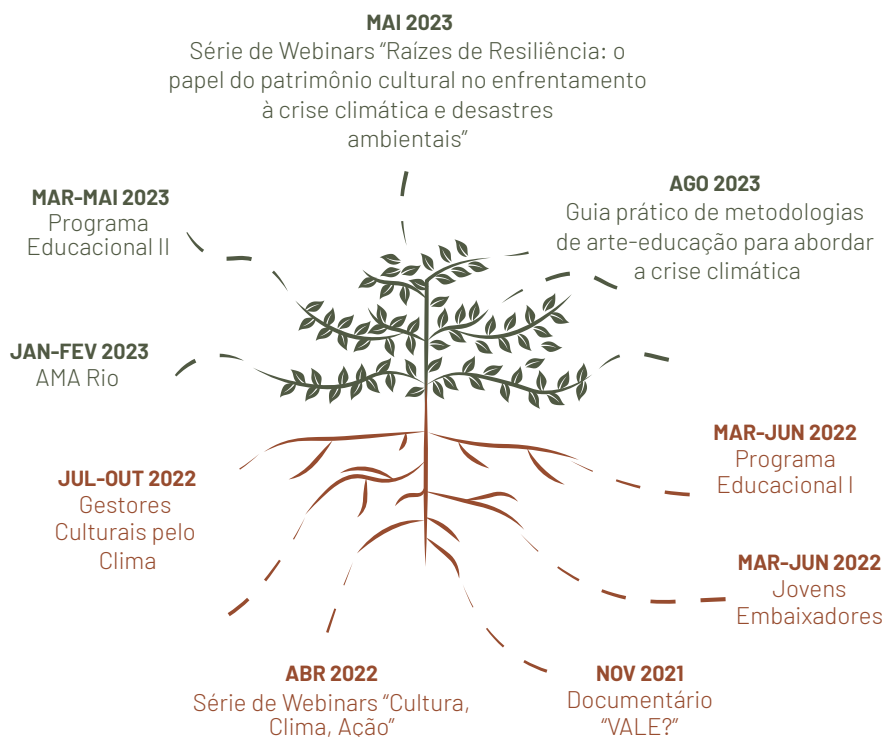 MAI 2023
Série de Webinars “Raízes de Resiliência: o
papel do patrimônio cultural no enfrentamento
à crise climática e desastres
ambientais”
MAR-MAI 2023
Programa
Educacional II
AGO 2023
Guia prático de metodologias
de arte-educação para abordar
a crise climática
JAN-FEV 2023
AMA Rio
MAR-JUN 2022
Programa
Educacional I
JUL-OUT 2022
Gestores
Culturais pelo
Clima
MAR-JUN 2022
Jovens
Embaixadores
ABR 2022
Série de Webinars “Cultura,
Clima, Ação”
NOV 2021
Documentário
“VALE?”